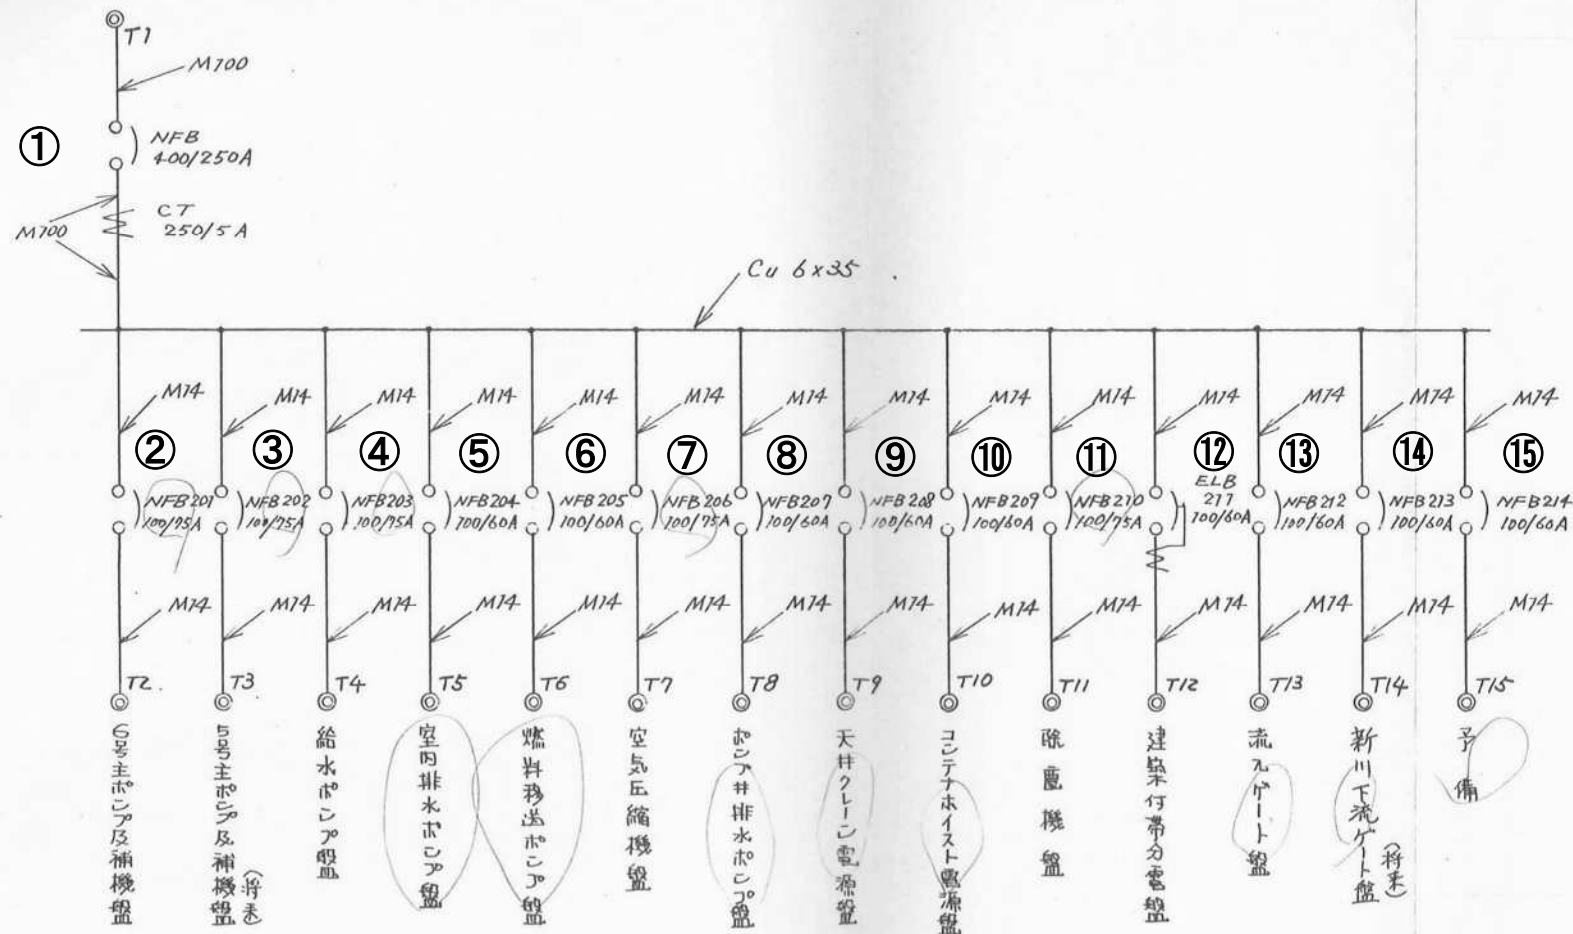 T1
M100
①
NFB
400/250A
CT
250/5A
M100
Cu 6×35
M14 M14 M14 M14 M14 M14 M14 M14 M14 M14 M14 M14 M14 M14
② ③ ④ ⑤ ⑥ ⑦ ⑧ ⑨ ⑩ ⑪ ⑫ ⑬ ⑭ ⑮
NFB201
100/75A
NFB202
100/75A
NFB203
100/75A
NFB204
100/60A
NFB205
100/60A
NFB206
100/75A
NFB207
100/60A
NFB208
100/60A
NFB209
100/60A
NFB210
100/75A
ELB
211
100/60A
NFB212
100/60A
NFB213
100/60A
NFB214
100/60A
M14 M14 M14 M14 M14 M14 M14 M14 M14 M14 M14 M14 M14 M14
T2. T3 T4 T5 T6 T7 T8 T9 T10 T11 T12 T13 T14 T15
6号主ポンプ及補機盤
5号主ポンプ及補機盤
(将来)
給水ポンプ盤
室内排水ポンプ盤
燃料移送ポンプ盤
空気圧縮機盤
ポンプ井排水ポンプ盤
天井クレーン電源盤
コンテナホイスト電源盤
除塵機盤
建築付帯分電盤
流入ゲート盤
新川下流ゲート盤
(将来)
予備